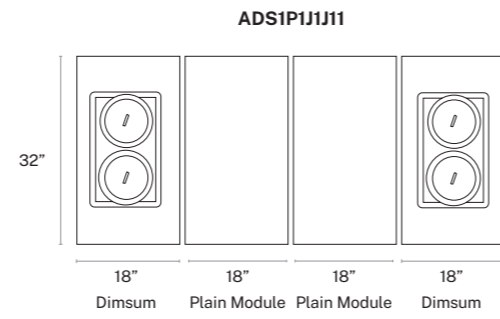 ADS1P1J1J11
32”
18” 18” 18” 18”
Dimsum Plain Module Plain Module Dimsum